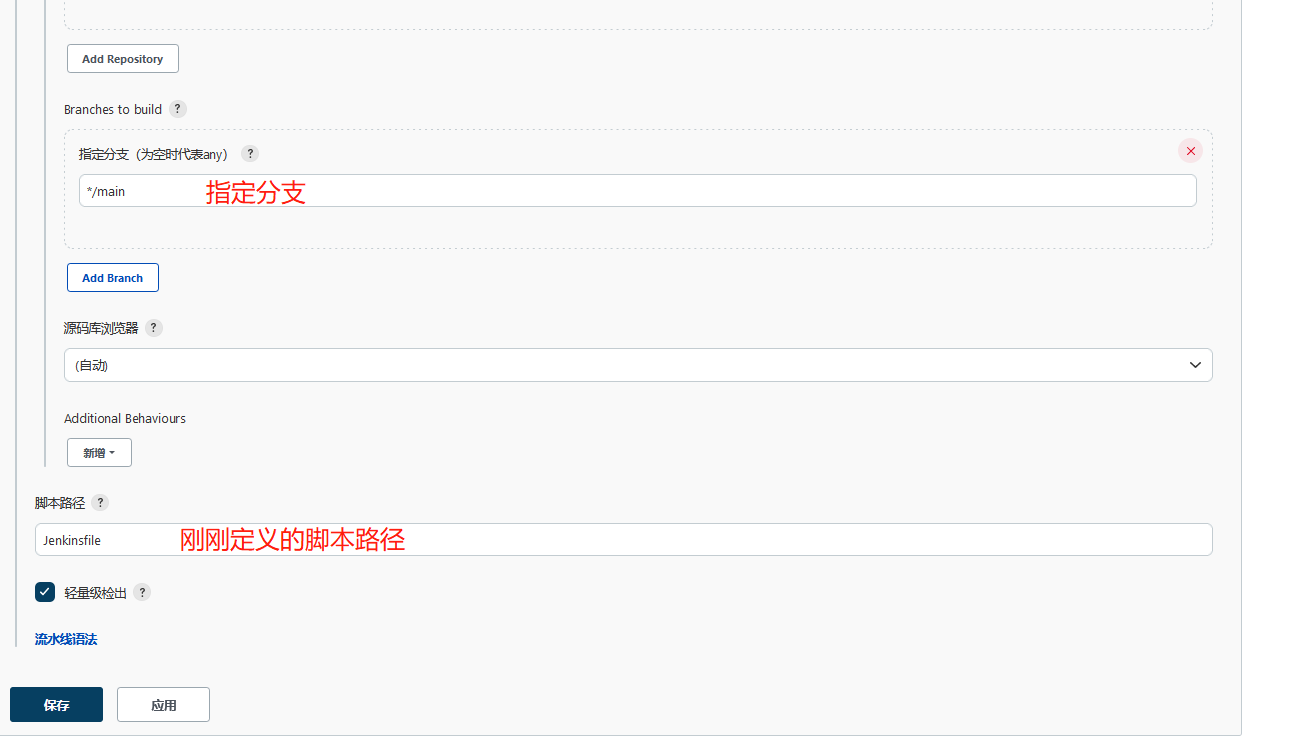 Add Repository
Branches to build ?
指定分支（为空时代表any） ?
*/main 指定分支
Add Branch
源码库浏览器 ?
(自动)
Additional Behaviours
新增
脚本路径 ?
Jenkinsfile 刚刚定义的脚本路径
轻量级检出 ?
流水线语法
保存 应用